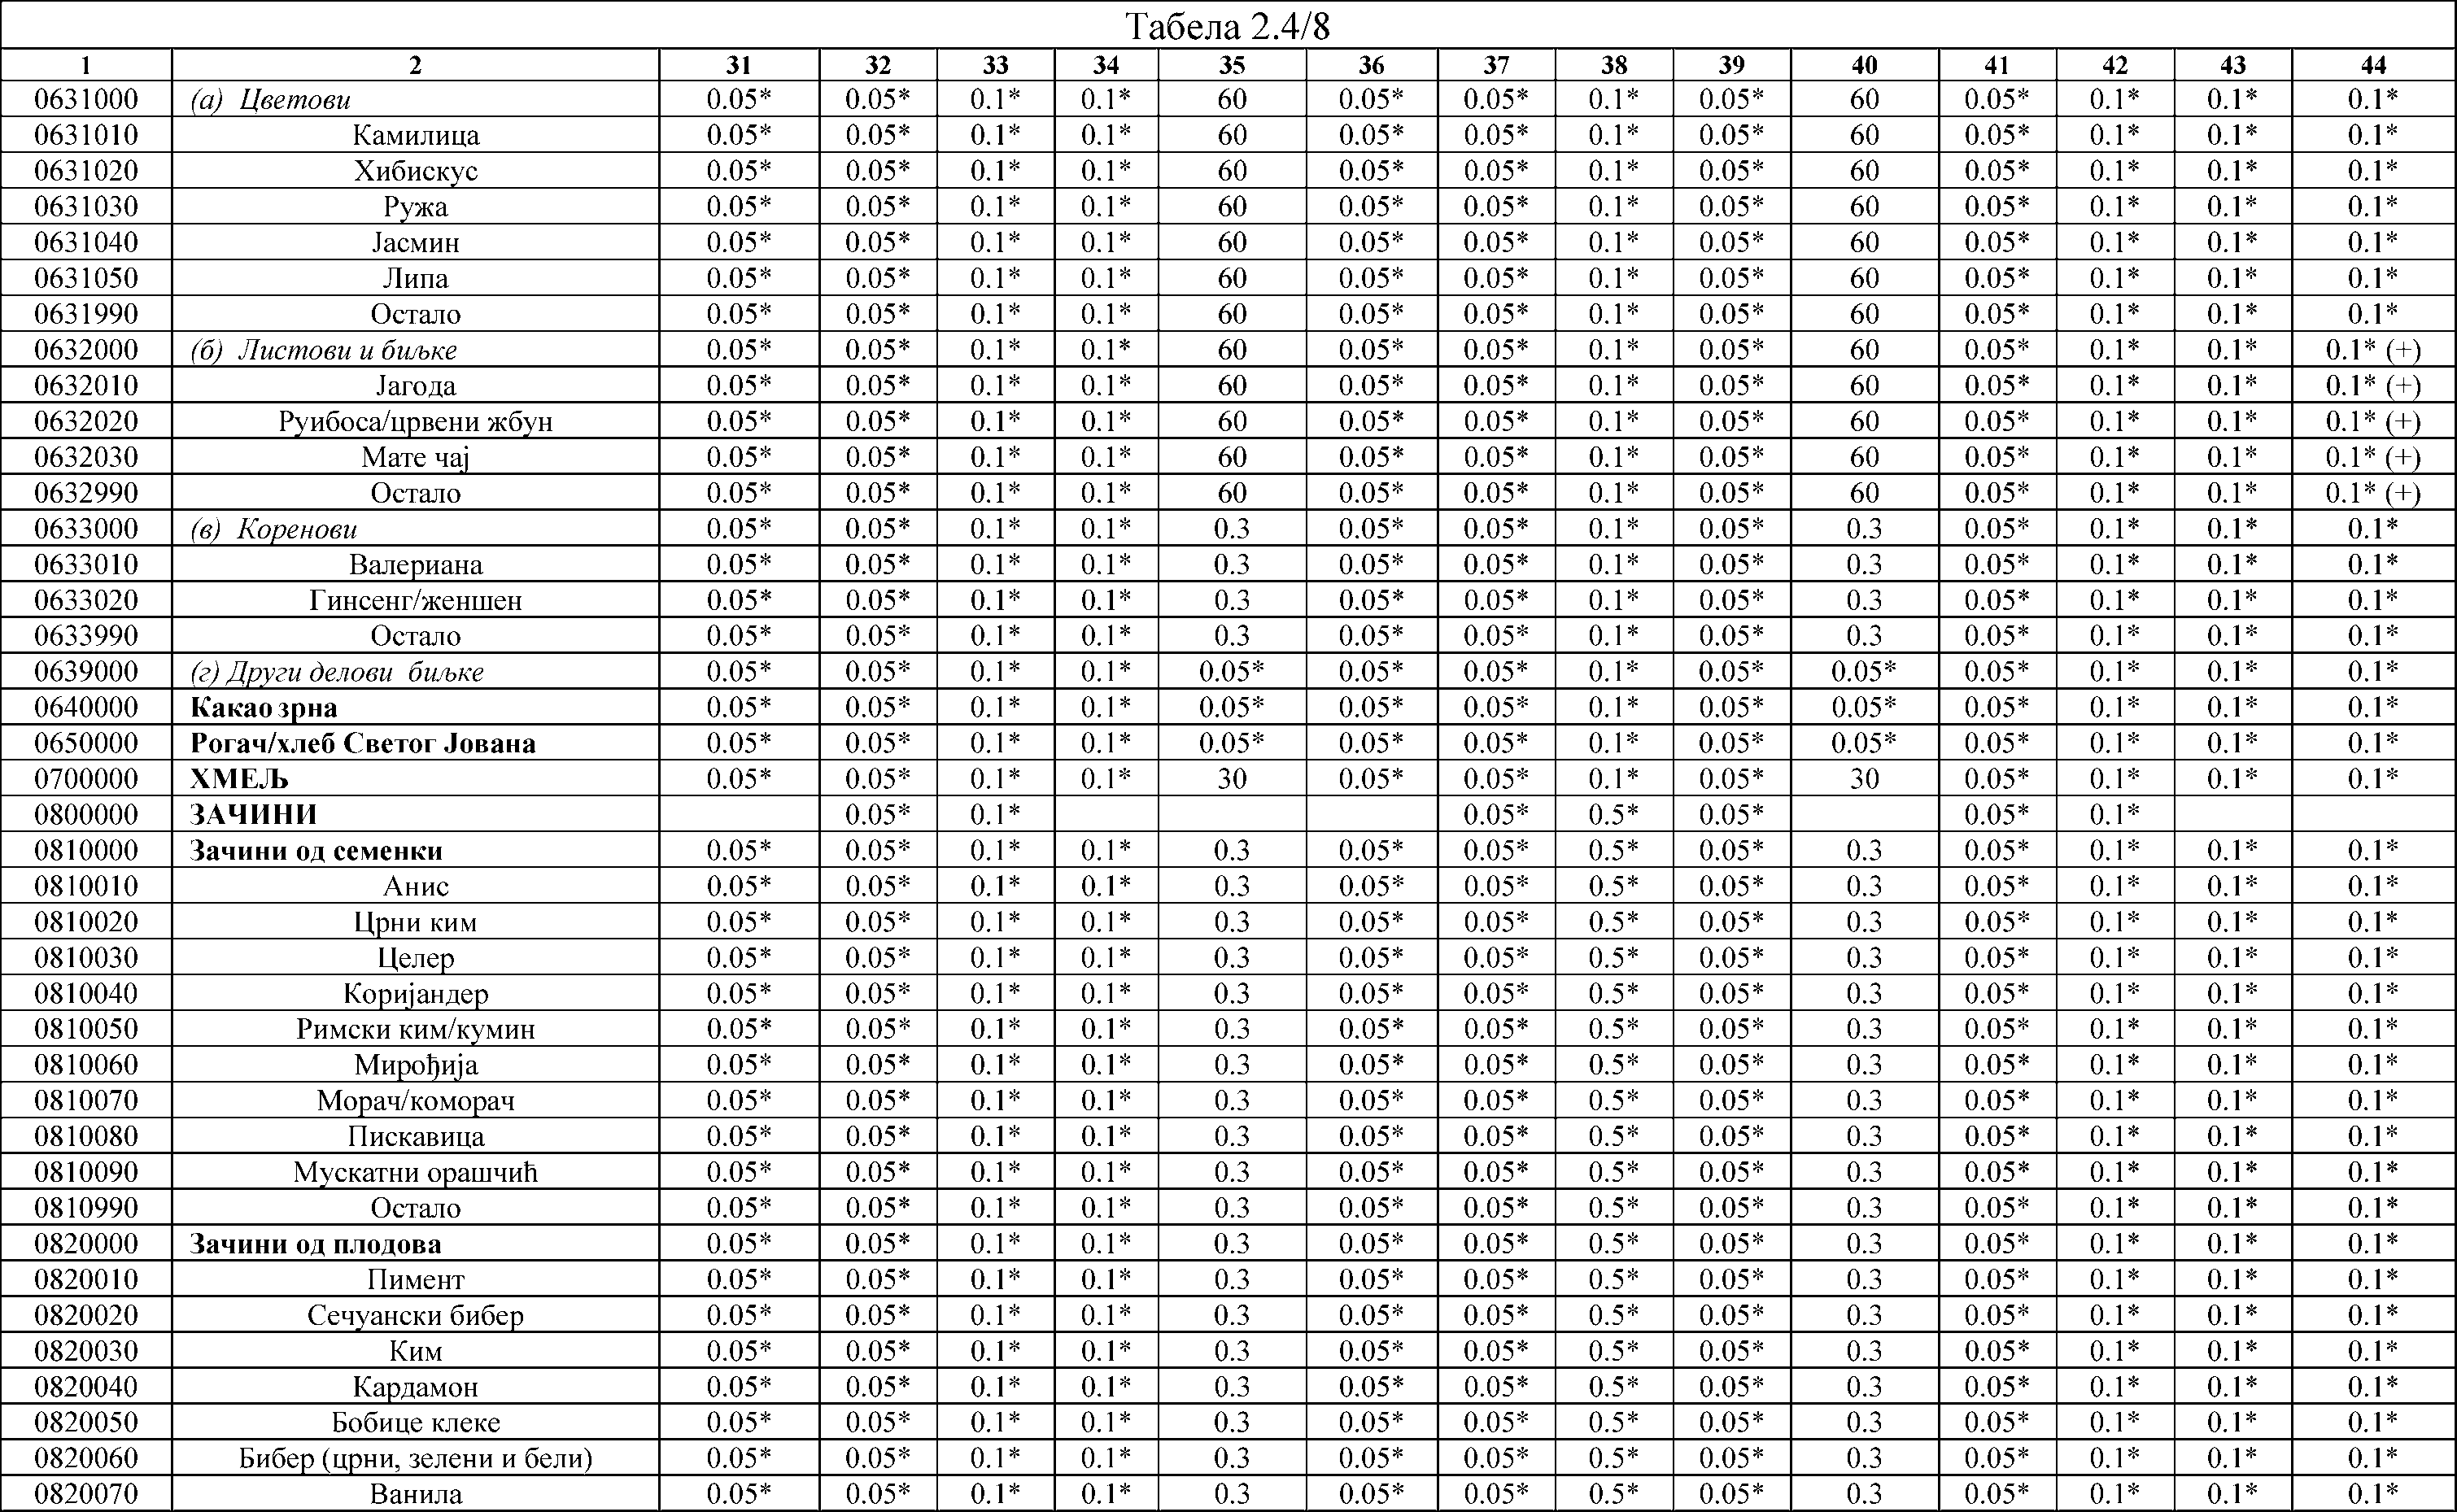 Табела 2.4/8
1 2 31 32 33 34 35 36 37 38 39 40 41 42 43 44
0631000 (а) Цветови 0.05* 0.05* 0.1* 0.1* 60 0.05* 0.05* 0.1* 0.05* 60 0.05* 0.1* 0.1* 0.1*
0631010 Камилица 0.05* 0.05* 0.1* 0.1* 60 0.05* 0.05* 0.1* 0.05* 60 0.05* 0.1* 0.1* 0.1*
0631020 Хибискус 0.05* 0.05* 0.1* 0.1* 60 0.05* 0.05* 0.1* 0.05* 60 0.05* 0.1* 0.1* 0.1*
0631030 Ружа 0.05* 0.05* 0.1* 0.1* 60 0.05* 0.05* 0.1* 0.05* 60 0.05* 0.1* 0.1* 0.1*
0631040 Јасмин 0.05* 0.05* 0.1* 0.1* 60 0.05* 0.05* 0.1* 0.05* 60 0.05* 0.1* 0.1* 0.1*
0631050 Липа 0.05* 0.05* 0.1* 0.1* 60 0.05* 0.05* 0.1* 0.05* 60 0.05* 0.1* 0.1* 0.1*
0631990 Остало 0.05* 0.05* 0.1* 0.1* 60 0.05* 0.05* 0.1* 0.05* 60 0.05* 0.1* 0.1* 0.1*
0632000 (б) Листови и биљке 0.05* 0.05* 0.1* 0.1* 60 0.05* 0.05* 0.1* 0.05* 60 0.05* 0.1* 0.1* 0.1* (+)
0632010 Јагода 0.05* 0.05* 0.1* 0.1* 60 0.05* 0.05* 0.1* 0.05* 60 0.05* 0.1* 0.1* 0.1* (+)
0632020 Руибоса/црвени жбун 0.05* 0.05* 0.1* 0.1* 60 0.05* 0.05* 0.1* 0.05* 60 0.05* 0.1* 0.1* 0.1* (+)
0632030 Мате чај 0.05* 0.05* 0.1* 0.1* 60 0.05* 0.05* 0.1* 0.05* 60 0.05* 0.1* 0.1* 0.1* (+)
0632990 Остало 0.05* 0.05* 0.1* 0.1* 60 0.05* 0.05* 0.1* 0.05* 60 0.05* 0.1* 0.1* 0.1* (+)
0633000 (в) Коренови 0.05* 0.05* 0.1* 0.1* 0.3 0.05* 0.05* 0.1* 0.05* 0.3 0.05* 0.1* 0.1* 0.1*
0633010 Валериана 0.05* 0.05* 0.1* 0.1* 0.3 0.05* 0.05* 0.1* 0.05* 0.3 0.05* 0.1* 0.1* 0.1*
0633020 Гинсенг/женшен 0.05* 0.05* 0.1* 0.1* 0.3 0.05* 0.05* 0.1* 0.05* 0.3 0.05* 0.1* 0.1* 0.1*
0633990 Остало 0.05* 0.05* 0.1* 0.1* 0.3 0.05* 0.05* 0.1* 0.05* 0.3 0.05* 0.1* 0.1* 0.1*
0639000 (г) Други делови биљке 0.05* 0.05* 0.1* 0.1* 0.05* 0.05* 0.05* 0.1* 0.05* 0.05* 0.05* 0.1* 0.1* 0.1*
0640000 Какао зрна 0.05* 0.05* 0.1* 0.1* 0.05* 0.05* 0.05* 0.1* 0.05* 0.05* 0.05* 0.1* 0.1* 0.1*
0650000 Рогач/хлеб Светог Јована 0.05* 0.05* 0.1* 0.1* 0.05* 0.05* 0.05* 0.1* 0.05* 0.05* 0.05* 0.1* 0.1* 0.1*
0700000 ХМЕЉ 0.05* 0.05* 0.1* 0.1* 30 0.05* 0.05* 0.1* 0.05* 30 0.05* 0.1* 0.1* 0.1*
0800000 ЗАЧИНИ 0.05* 0.1* 0.05* 0.5* 0.05* 0.05* 0.1*
0810000 Зачини од семенки 0.05* 0.05* 0.1* 0.1* 0.3 0.05* 0.05* 0.5* 0.05* 0.3 0.05* 0.1* 0.1* 0.1*
0810010 Анис 0.05* 0.05* 0.1* 0.1* 0.3 0.05* 0.05* 0.5* 0.05* 0.3 0.05* 0.1* 0.1* 0.1*
0810020 Црни ким 0.05* 0.05* 0.1* 0.1* 0.3 0.05* 0.05* 0.5* 0.05* 0.3 0.05* 0.1* 0.1* 0.1*
0810030 Целер 0.05* 0.05* 0.1* 0.1* 0.3 0.05* 0.05* 0.5* 0.05* 0.3 0.05* 0.1* 0.1* 0.1*
0810040 Коријандер 0.05* 0.05* 0.1* 0.1* 0.3 0.05* 0.05* 0.5* 0.05* 0.3 0.05* 0.1* 0.1* 0.1*
0810050 Римски ким/кумин 0.05* 0.05* 0.1* 0.1* 0.3 0.05* 0.05* 0.5* 0.05* 0.3 0.05* 0.1* 0.1* 0.1*
0810060 Мирођија 0.05* 0.05* 0.1* 0.1* 0.3 0.05* 0.05* 0.5* 0.05* 0.3 0.05* 0.1* 0.1* 0.1*
0810070 Морач/коморач 0.05* 0.05* 0.1* 0.1* 0.3 0.05* 0.05* 0.5* 0.05* 0.3 0.05* 0.1* 0.1* 0.1*
0810080 Пискавица 0.05* 0.05* 0.1* 0.1* 0.3 0.05* 0.05* 0.5* 0.05* 0.3 0.05* 0.1* 0.1* 0.1*
0810090 Мускатни орашчић 0.05* 0.05* 0.1* 0.1* 0.3 0.05* 0.05* 0.5* 0.05* 0.3 0.05* 0.1* 0.1* 0.1*
0810990 Остало 0.05* 0.05* 0.1* 0.1* 0.3 0.05* 0.05* 0.5* 0.05* 0.3 0.05* 0.1* 0.1* 0.1*
0820000 Зачини од плодова 0.05* 0.05* 0.1* 0.1* 0.3 0.05* 0.05* 0.5* 0.05* 0.3 0.05* 0.1* 0.1* 0.1*
0820010 Пимент 0.05* 0.05* 0.1* 0.1* 0.3 0.05* 0.05* 0.5* 0.05* 0.3 0.05* 0.1* 0.1* 0.1*
0820020 Сечуански бибер 0.05* 0.05* 0.1* 0.1* 0.3 0.05* 0.05* 0.5* 0.05* 0.3 0.05* 0.1* 0.1* 0.1*
0820030 Ким 0.05* 0.05* 0.1* 0.1* 0.3 0.05* 0.05* 0.5* 0.05* 0.3 0.05* 0.1* 0.1* 0.1*
0820040 Кардамон 0.05* 0.05* 0.1* 0.1* 0.3 0.05* 0.05* 0.5* 0.05* 0.3 0.05* 0.1* 0.1* 0.1*
0820050 Бобице клеке 0.05* 0.05* 0.1* 0.1* 0.3 0.05* 0.05* 0.5* 0.05* 0.3 0.05* 0.1* 0.1* 0.1*
0820060 Бибер (црни, зелени и бели) 0.05* 0.05* 0.1* 0.1* 0.3 0.05* 0.05* 0.5* 0.05* 0.3 0.05* 0.1* 0.1* 0.1*
0820070 Ванила 0.05* 0.05* 0.1* 0.1* 0.3 0.05* 0.05* 0.5* 0.05* 0.3 0.05* 0.1* 0.1* 0.1*